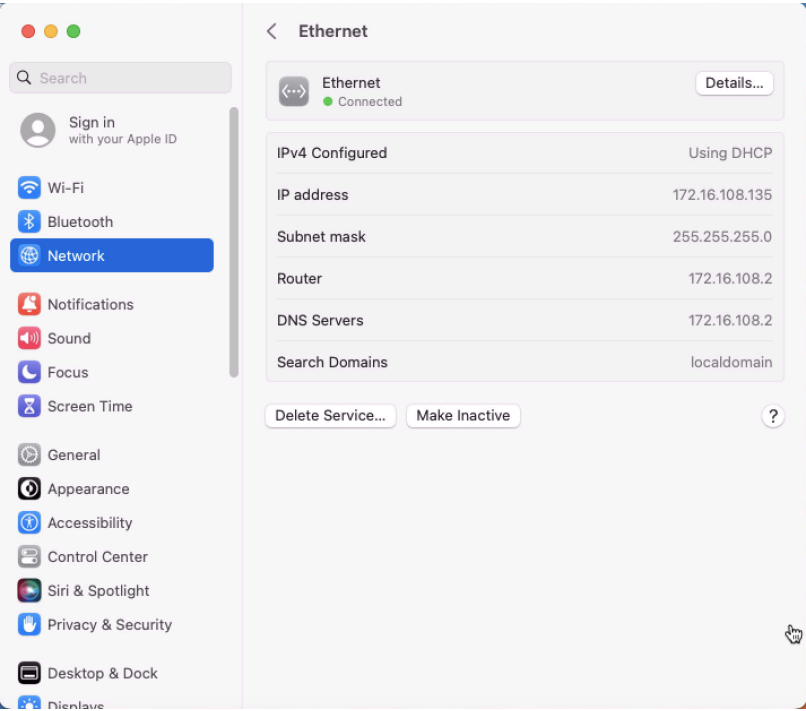 Search
Sign in
with your Apple ID
Wi-Fi
Bluetooth
Network
Notifications
Sound
Focus
Screen Time
General
Appearance
Accessibility
Control Center
Siri & Spotlight
Privacy & Security
Desktop & Dock
Displays
Ethernet
Ethernet
Connected
Details...
IPv4 Configured Using DHCP
IP address 172.16.108.135
Subnet mask 255.255.255.0
Router 172.16.108.2
DNS Servers 172.16.108.2
Search Domains localdomain
Delete Service... Make Inactive ?